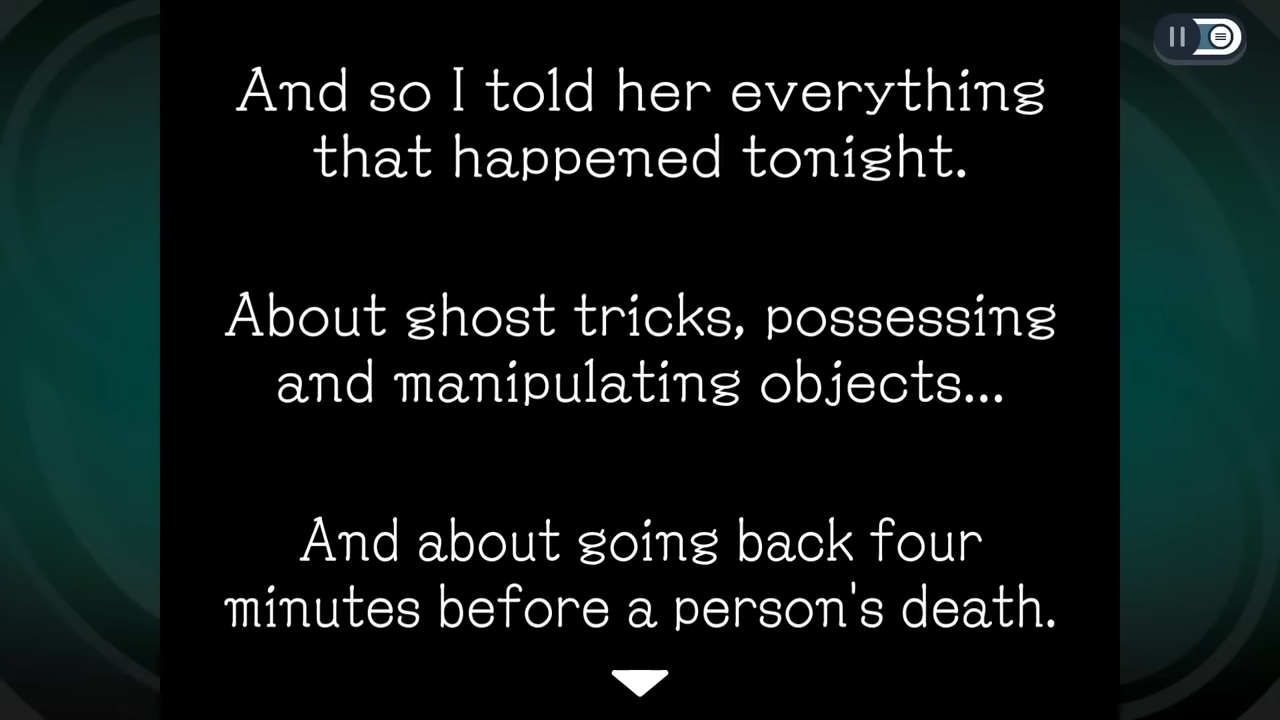 And so I told her everything
that happened tonight.
About ghost tricks, possessing
and manipulating objects...
And about going back four
minutes before a person's death.